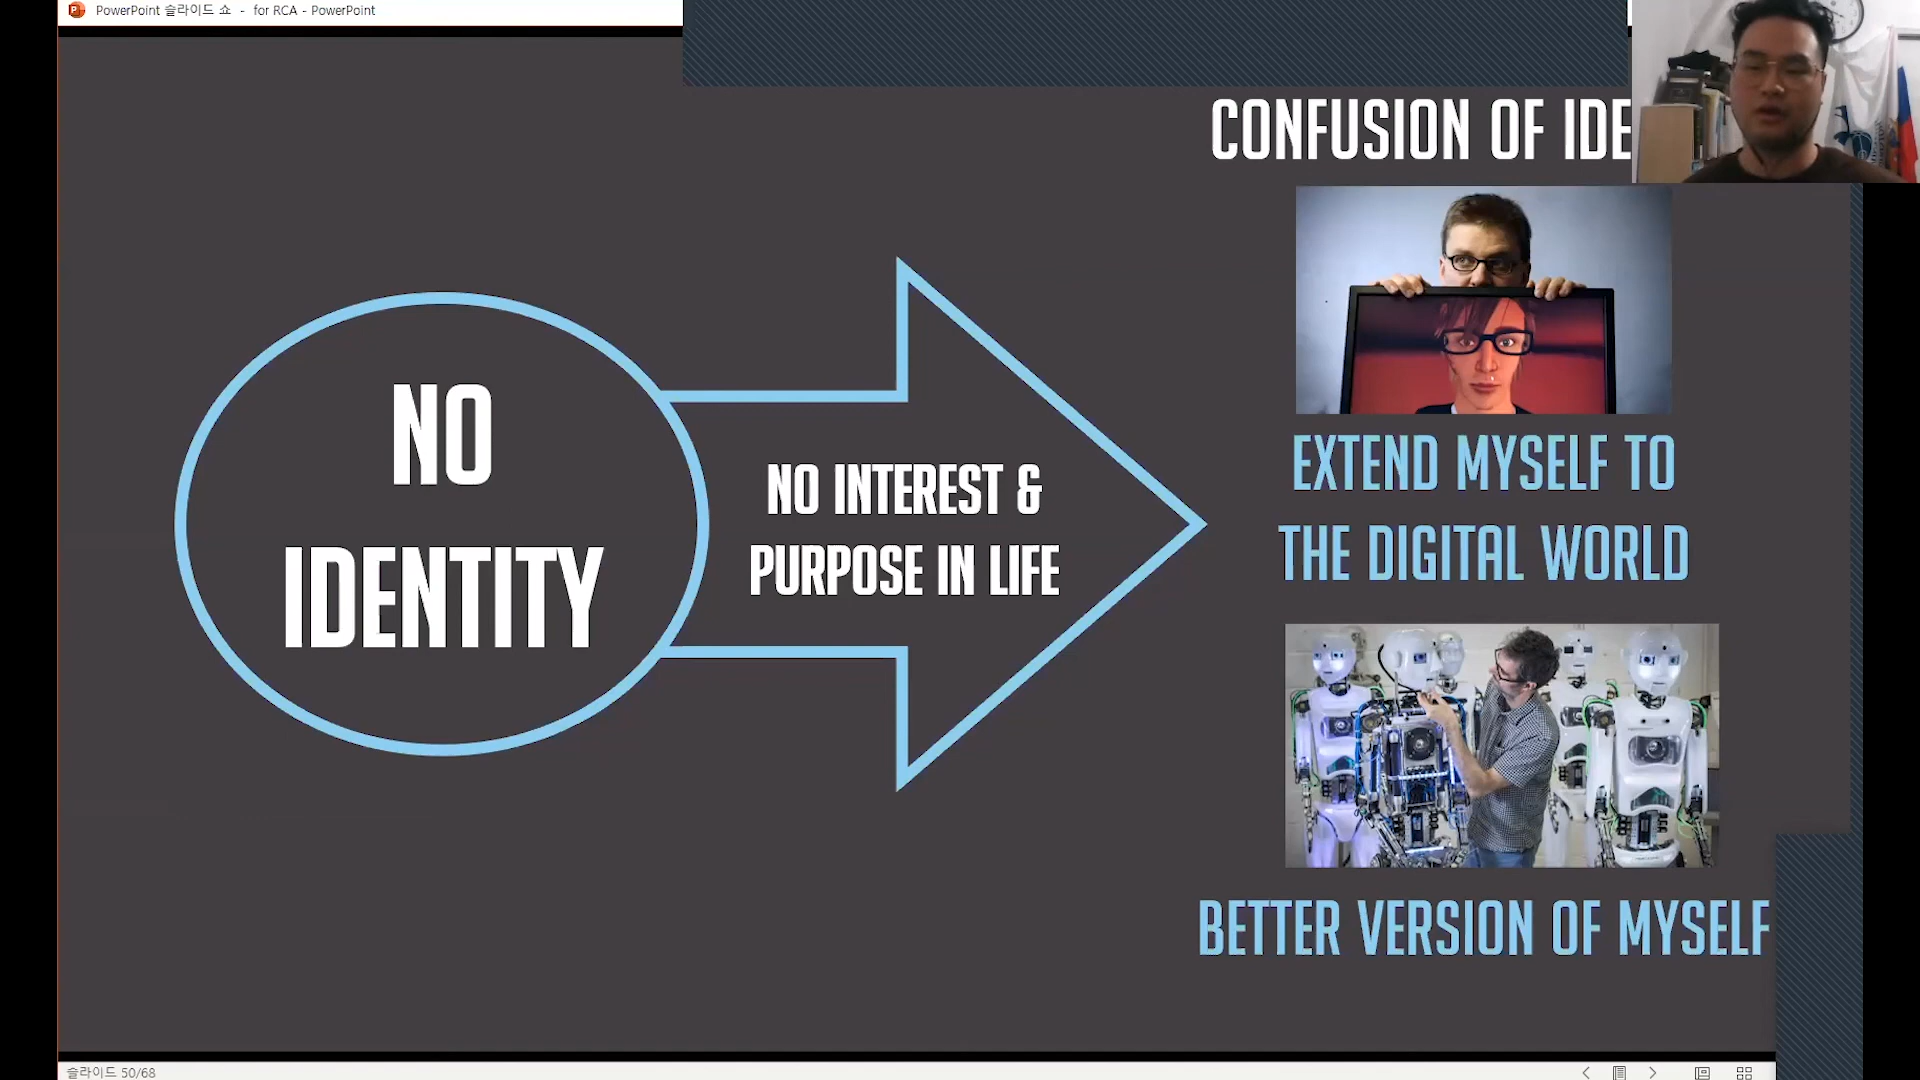 PowerPoint 슬라이드 쇼 - for RCA - PowerPoint
CONFUSION OF IDE
NO
IDENTITY
NO INTEREST &
PURPOSE IN LIFE
EXTEND MYSELF TO
THE DIGITAL WORLD
BETTER VERSION OF MYSELF
슬라이드 50/68